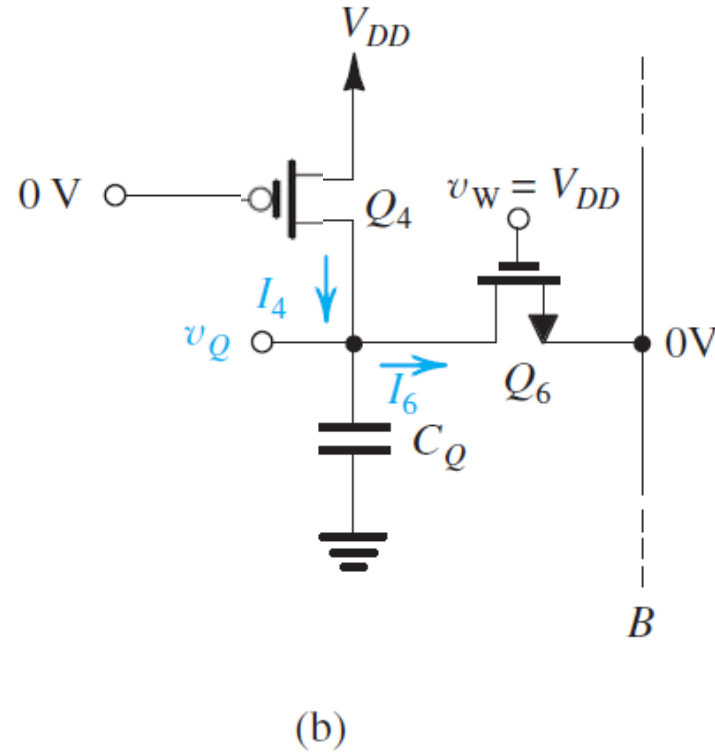 V_DD
0 V
Q_4
v_W = V_DD
I_4
v_Q
I_6
Q_6
0V
C_Q
B
(b)